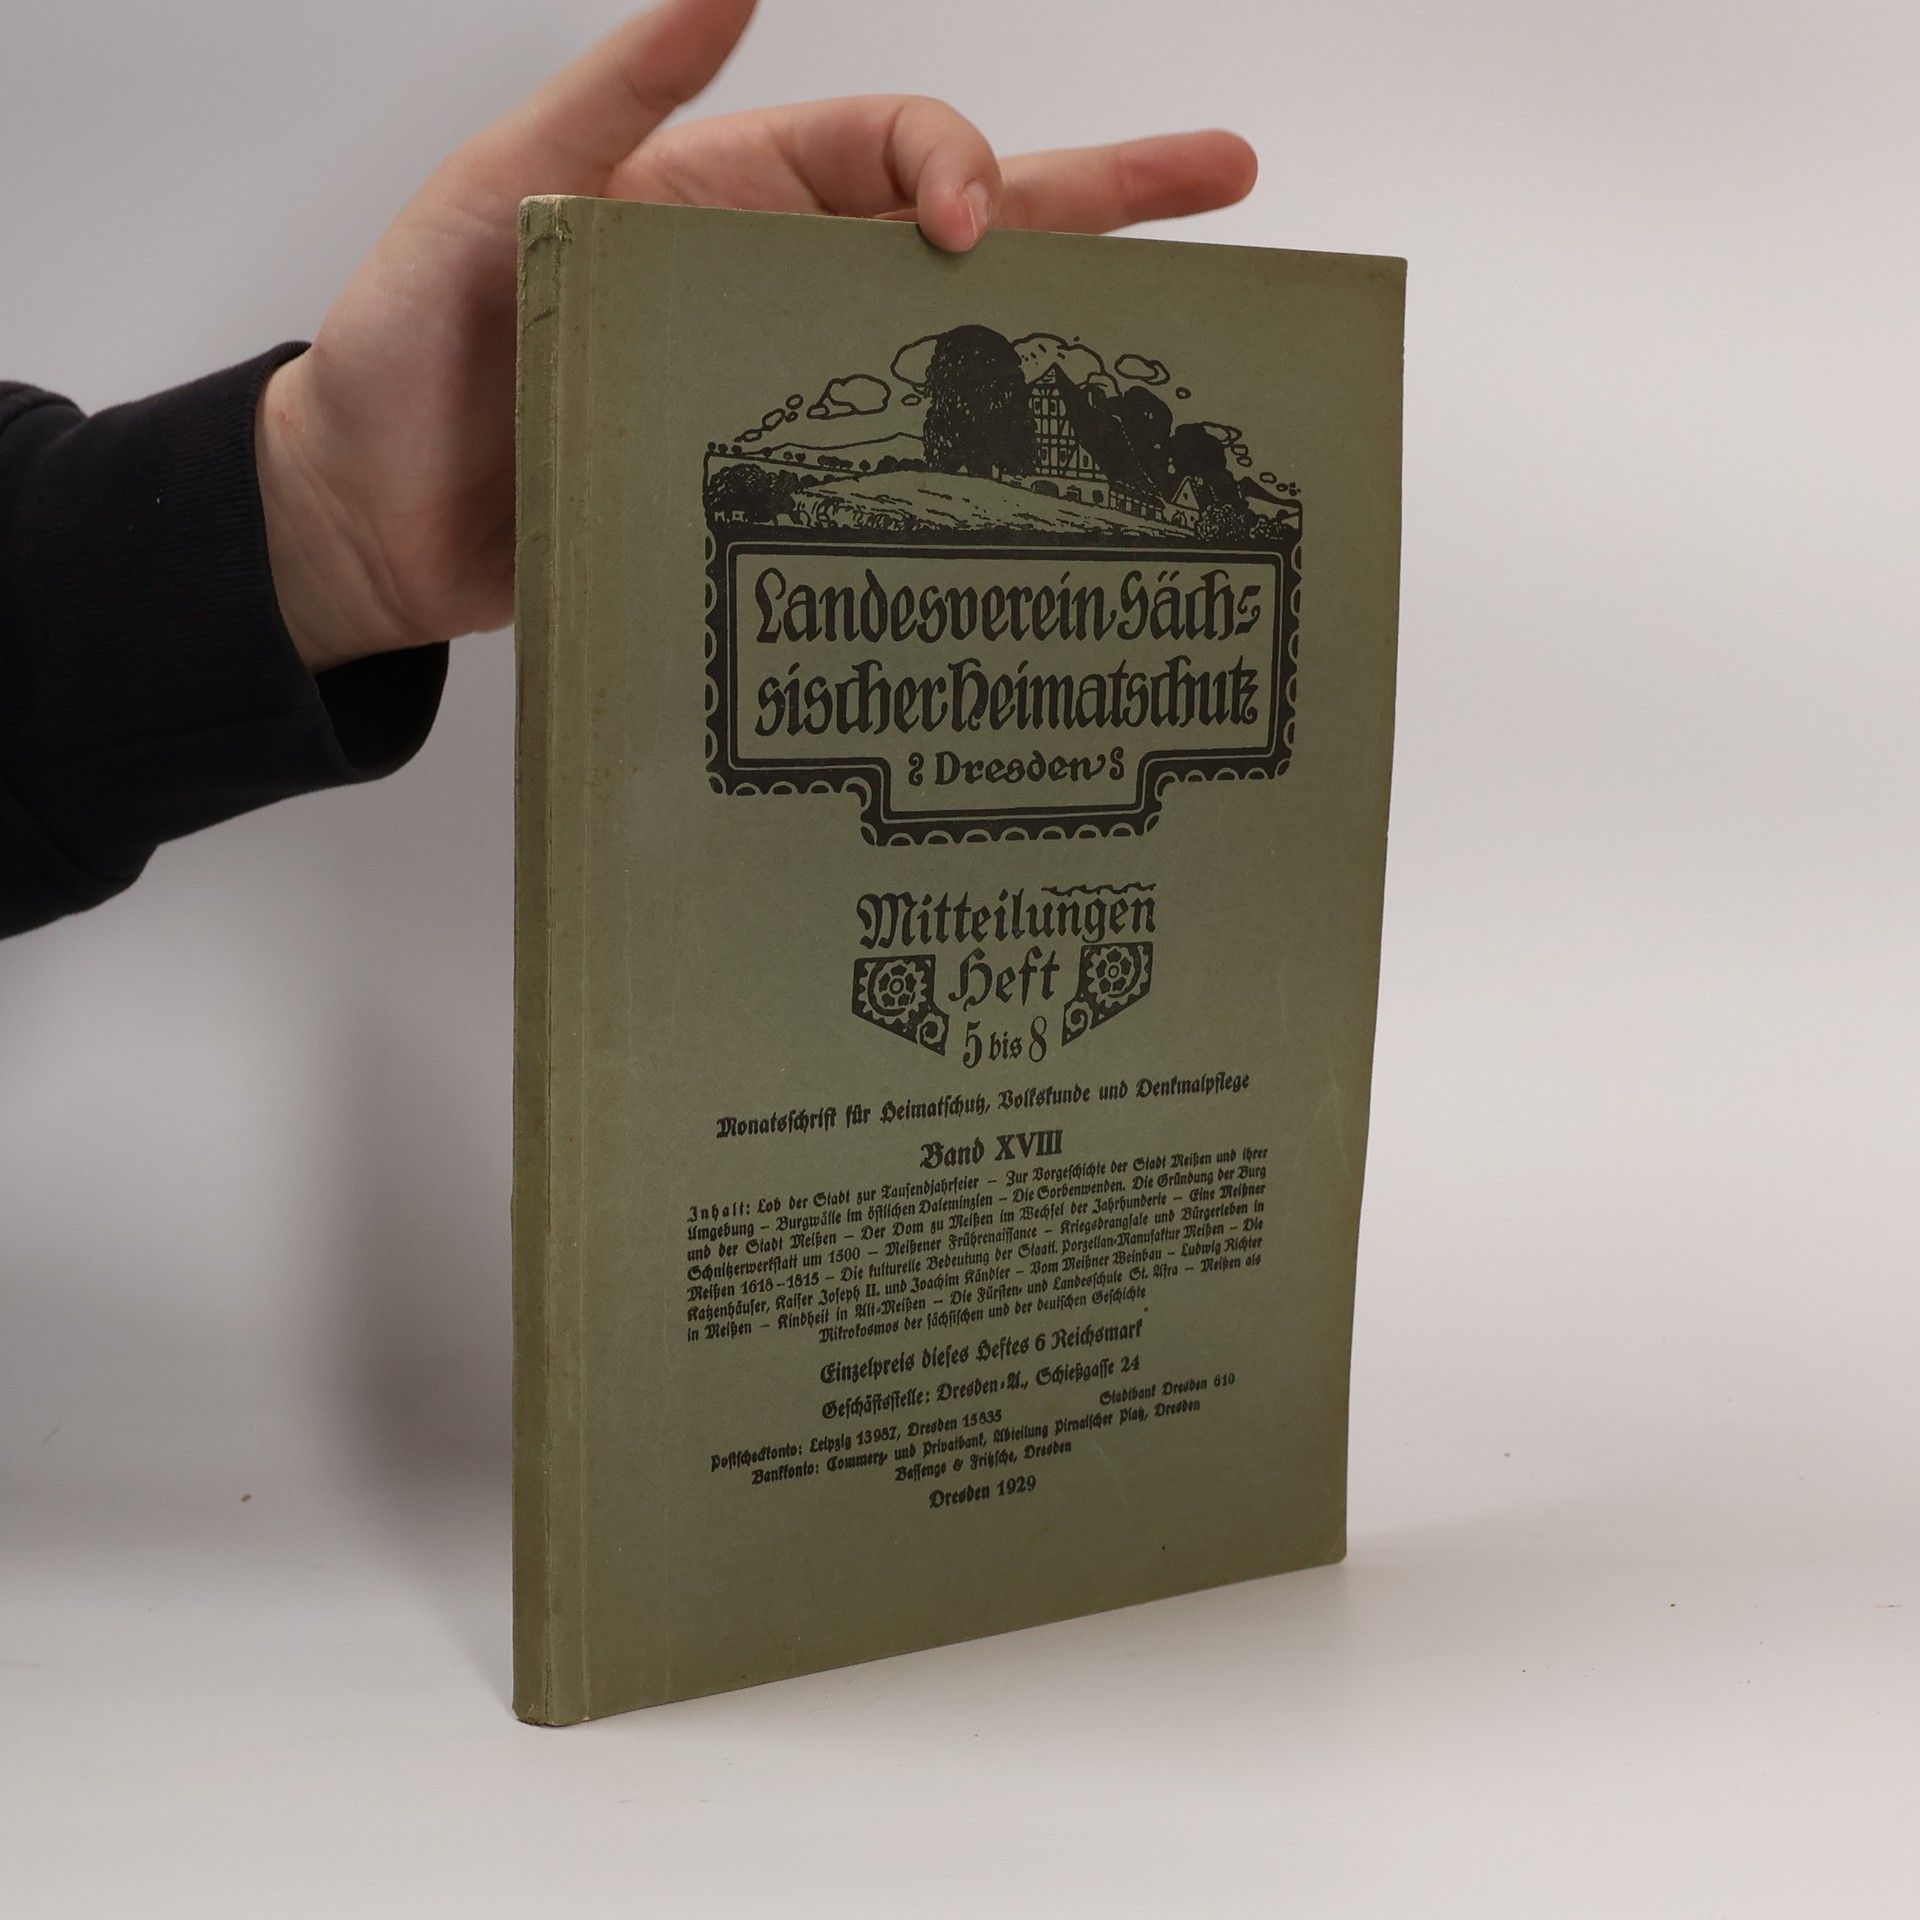 Landesverein Säch-
sischer Heimatschutz
Dresden
Mitteilungen
Heft
5 bis 8
Monatsschrift für Heimatschutz, Volkskunde und Denkmalpflege
Band XVIII
Inhalt: Lob der Stadt zur Tausendjahrfeier – Zur Vorgeschichte der Stadt Meißen und ihrer
Umgebung – Burgwälle im östlichen Daleminzien – Die Sorbenwenden. Die Gründung der Burg
und der Stadt Meißen – Der Dom zu Meißen im Wechsel der Jahrhunderte – Eine Meißner
Schnitzerwerkstatt um 1500 – Meißener Frührenaissance – Kriegsdrangsale und Bürgerleben in
Meißen 1618–1815 – Die kulturelle Bedeutung der Staatl. Porzellan-Manufaktur Meißen – Die
Katzenhäuser, Kaiser Joseph II. und Joachim Kändler – Vom Meißner Weinbau – Ludwig Richter
in Meißen – Kindheit in Alt-Meißen – Die Fürsten- und Landesschule St. Afra – Meißen als
Mikrokosmos der sächsischen und der deutschen Geschichte
Einzelpreis dieses Heftes 6 Reichsmark
Geschäftsstelle: Dresden-A., Schießgasse 24
Postscheckkonto: Leipzig 13987, Dresden 15835 Stadtbank Dresden 610
Bankkonto: Commerz- und Privatbank, Abteilung Pirnaischer Platz, Dresden
Bassenge & Fritzsche, Dresden
Dresden 1929